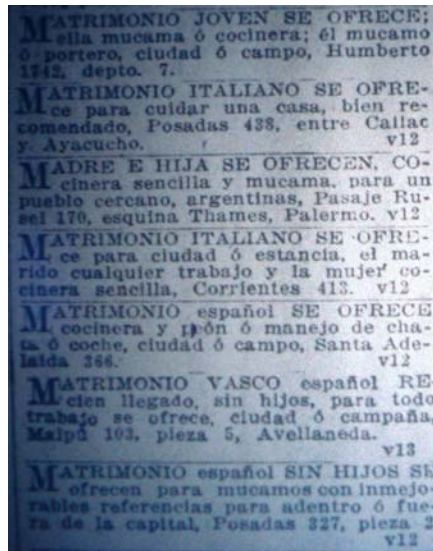 MATRIMONIO JOVEN SE OFRECE;
ella mucama ó cocinera; él mucamo
ó portero, ciudad ó campo, Humberto
1742, depto. 7.
MATRIMONIO ITALIANO SE OFRE-
ce para cuidar una casa, bien re-
comendado, Posadas 438, entre Callac
y Ayacucho. v12
MADRE E HIJA SE OFRECEN, CO-
cinera sencilla y mucama, para un
pueblo cercano, argentinas, Pasaje Ru-
sel 170, esquina Thames, Palermo. v12
MATRIMONIO ITALIANO SE OFRE-
ce para ciudad ó estancia, el ma-
rido cualquier trabajo y la mujer co-
cinera sencilla, Corrientes 413. v12
MATRIMONIO español SE OFRECE
cocinera y peón ó manejo de cha-
ta ó coche, ciudad ó campo, Santa Ade-
laida 366. v12
MATRIMONIO VASCO español RE-
cien llegado, sin hijos, para todo
trabajo se ofrece, ciudad ó campaña,
Maipú 103, pieza 5, Avellaneda.
v13
MATRIMONIO español SIN HIJOS SE
ofrecen para mucamos con inmejo-
rables referencias para adentro ó fue-
ra de la capital, Posadas 327, pieza 2
v12